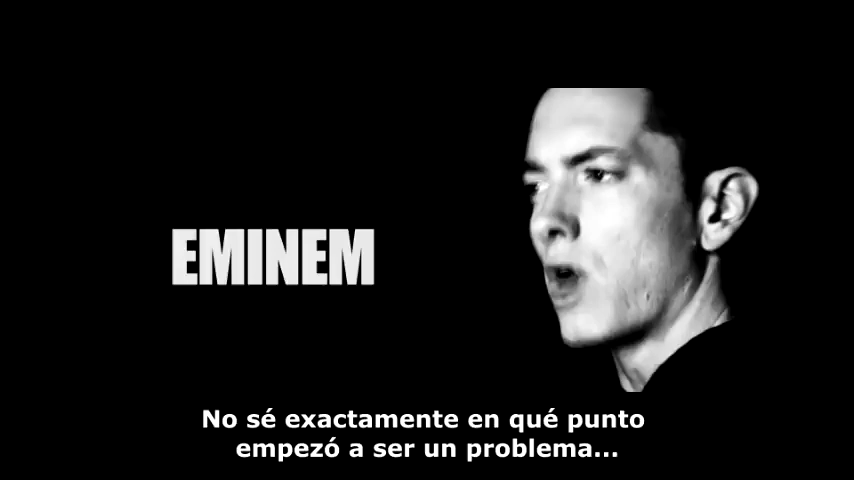 EMINEM
No sé exactamente en qué punto
empezó a ser un problema...